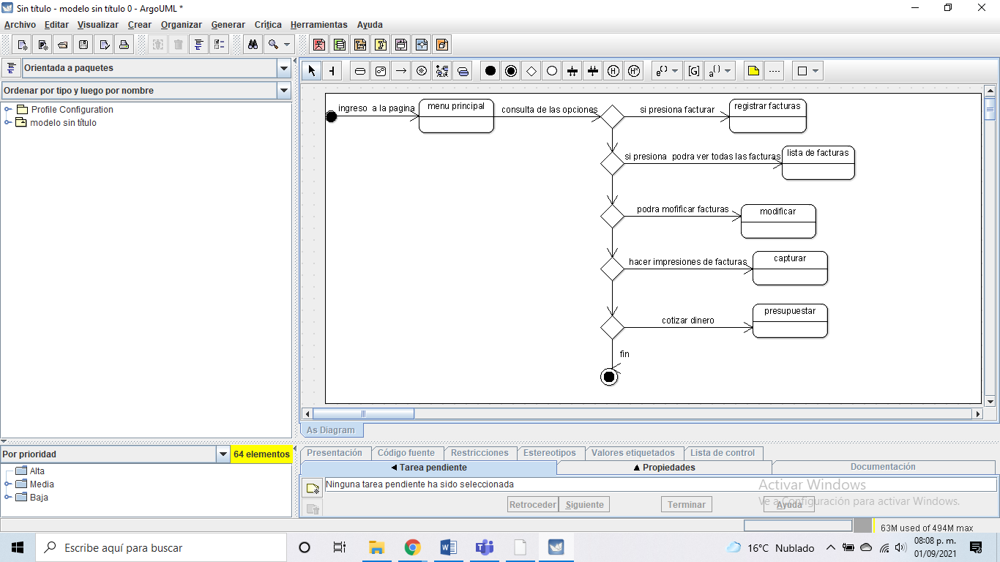 Sin título - modelo sin título 0 - ArgoUML *
Archivo Editar Visualizar Crear Organizar Generar Crítica Herramientas Ayuda
Orientada a paquetes
Ordenar por tipo y luego por nombre
Profile Configuration
modelo sin título
ingreso a la pagina
menu principal
consulta de las opciones
si presiona facturar
registrar facturas
si presiona podra ver todas las facturas
lista de facturas
podra mofificar facturas
modificar
hacer impresiones de facturas
capturar
cotizar dinero
presupuestar
fin
As Diagram
Por prioridad
64 elementos
Alta
Media
Baja
Presentación Código fuente Restricciones Estereotipos Valores etiquetados Lista de control
Tarea pendiente Propiedades Documentación
Ninguna tarea pendiente ha sido seleccionada
Retroceder Siguiente Terminar Ayuda
Activar Windows
Ve a Configuración para activar Windows.
63M used of 494M max
Escribe aquí para buscar
16°C Nublado
08:08 p. m.
01/09/2021